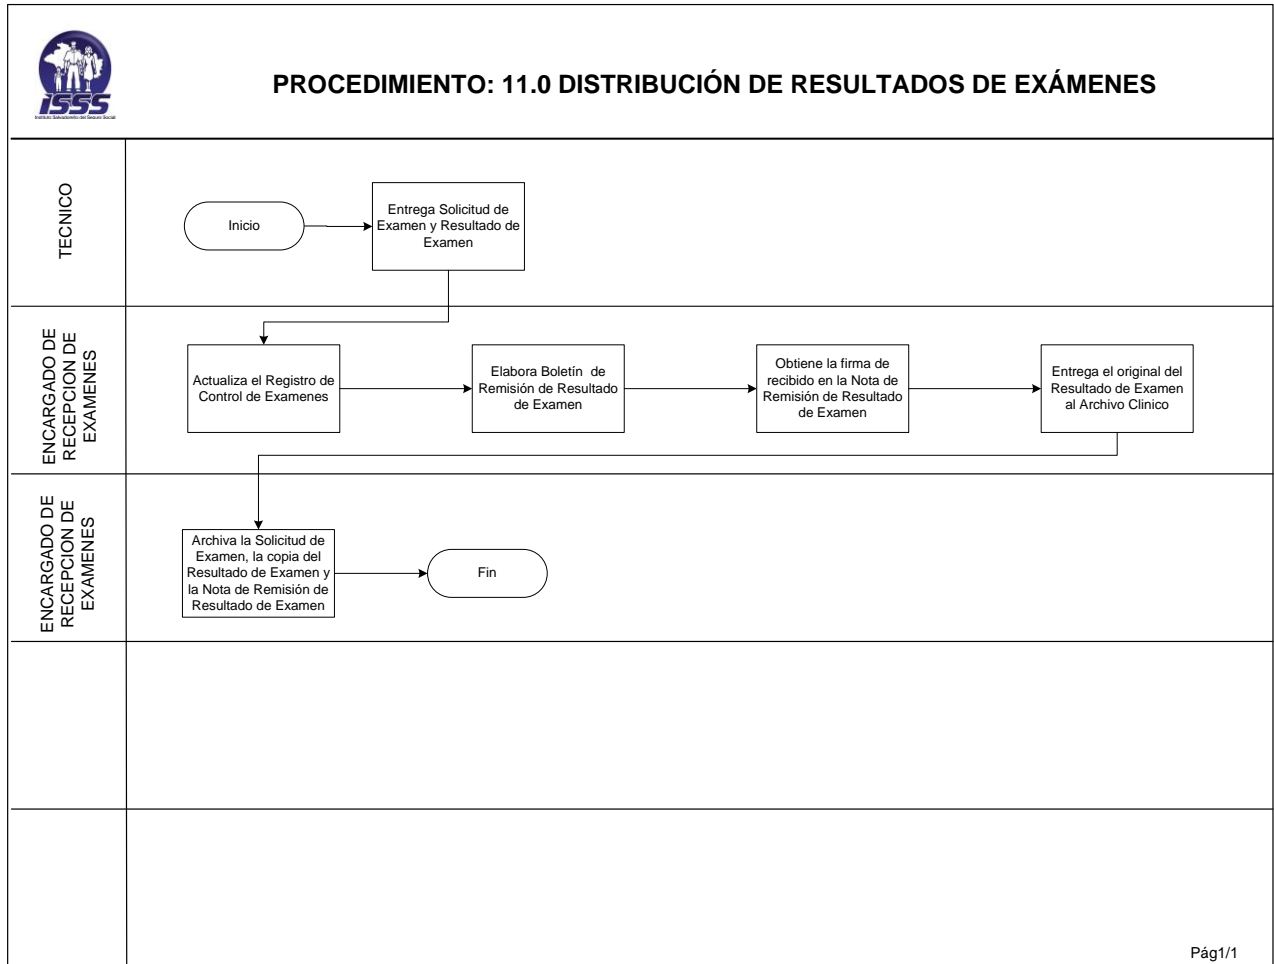 ISSS
Instituto Salvadoreño del Seguro Social
PROCEDIMIENTO: 11.0 DISTRIBUCIÓN DE RESULTADOS DE EXÁMENES
TECNICO
Inicio
Entrega Solicitud de
Examen y Resultado de
Examen
ENCARGADO DE
RECEPCION DE
EXAMENES
Actualiza el Registro de
Control de Examenes
Elabora Boletín de
Remisión de Resultado
de Examen
Obtiene la firma de
recibido en la Nota de
Remisión de Resultado
de Examen
Entrega el original del
Resultado de Examen
al Archivo Clinico
ENCARGADO DE
RECEPCION DE
EXAMENES
Archiva la Solicitud de
Examen, la copia del
Resultado de Examen y
la Nota de Remisión de
Resultado de Examen
Fin
Pág1/1